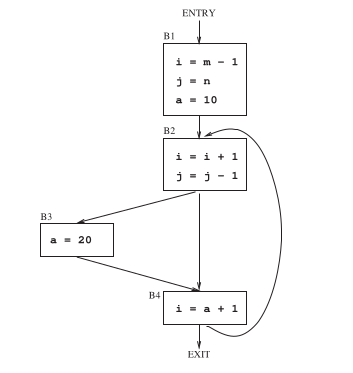 ENTRY
B1
i = m - 1
j = n
a = 10
B2
i = i + 1
j = j - 1
B3
a = 20
B4
i = a + 1
EXIT